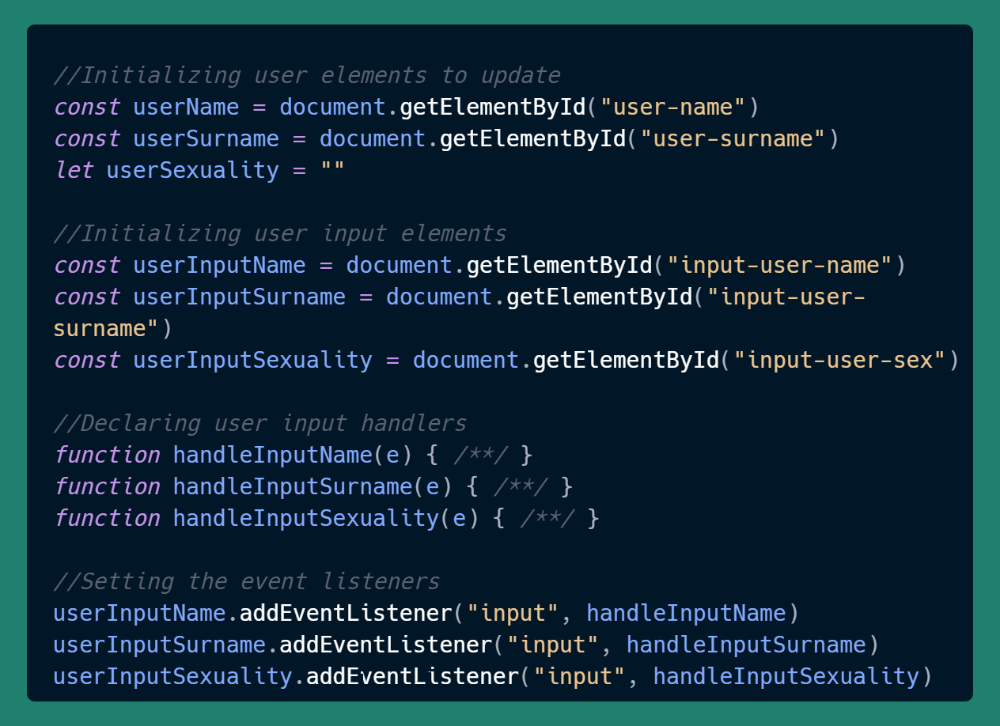 //Initializing user elements to update
const userName = document.getElementById("user-name")
const userSurname = document.getElementById("user-surname")
let userSexuality = ""
//Initializing user input elements
const userInputName = document.getElementById("input-user-name")
const userInputSurname = document.getElementById("input-user-
surname")
const userInputSexuality = document.getElementById("input-user-sex")
//Declaring user input handlers
function handleInputName(e) { /**/ }
function handleInputSurname(e) { /**/ }
function handleInputSexuality(e) { /**/ }
//Setting the event listeners
userInputName.addEventListener("input", handleInputName)
userInputSurname.addEventListener("input", handleInputSurname)
userInputSexuality.addEventListener("input", handleInputSexuality)